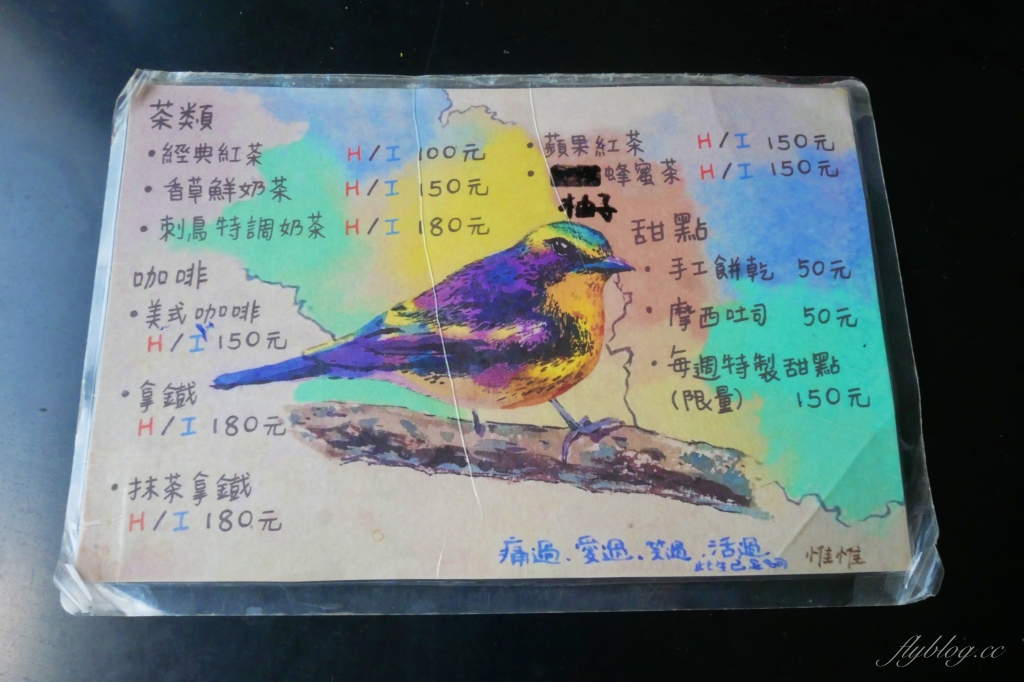 茶類
•經典紅茶 H/I 100元
•香草鮮奶茶 H/I 150元
•刺鳥特調奶茶 H/I 180元
咖啡
•美式咖啡
H/I 150元
•拿鐵
H/I 180元
•抹茶拿鐵
H/I 180元
•蘋果紅茶 H/I 150元
•蜂蜜茶 H/I 150元
柚子
甜點
•手工餅乾 50元
•摩西吐司 50元
•每週特製甜點
(限量) 150元
痛過、愛過、笑過、活過
惟惟
flyblog.cc